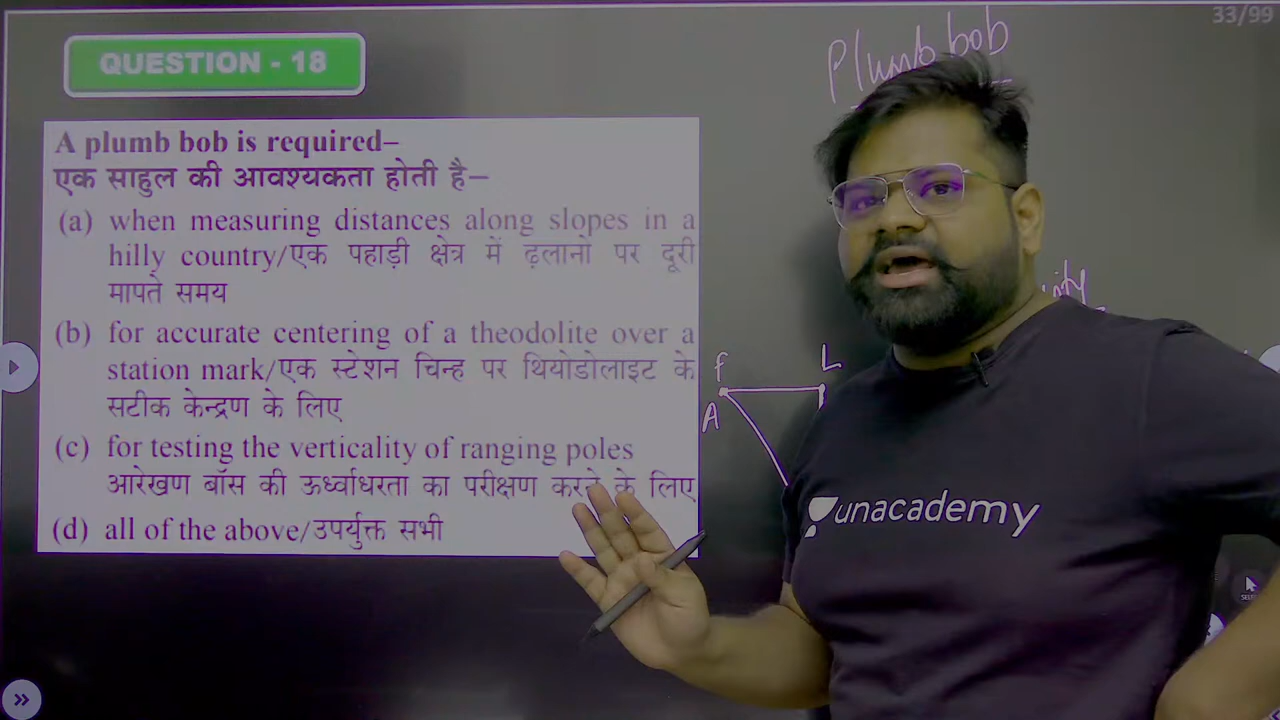 33/99
QUESTION - 18
Plumb bob
A plumb bob is required–
एक साहुल की आवश्यकता होती है–
(a) when measuring distances along slopes in a
hilly country/एक पहाड़ी क्षेत्र में ढ़लानों पर दूरी
मापते समय
(b) for accurate centering of a theodolite over a
station mark/एक स्टेशन चिन्ह पर थियोडोलाइट के
सटीक केन्द्रण के लिए
(c) for testing the verticality of ranging poles
आरेखण बॉस की ऊर्ध्वाधरता का परीक्षण करने के लिए
(d) all of the above/उपर्युक्त सभी
f
L
A
unacademy